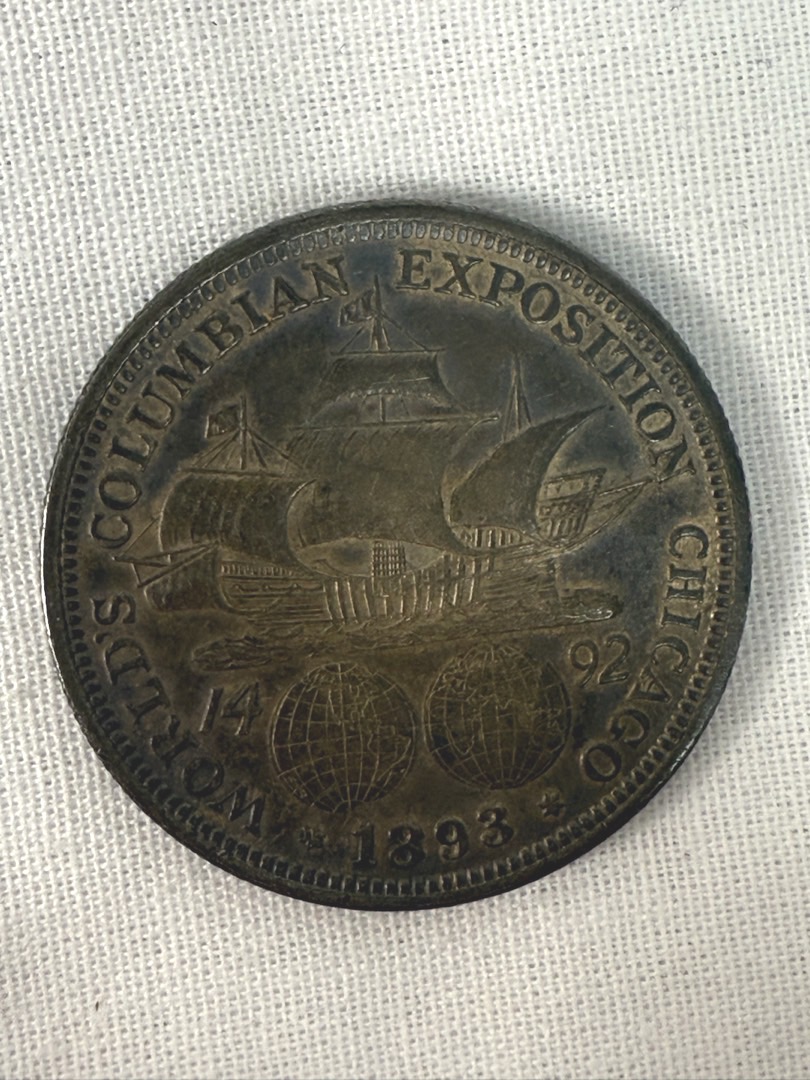 WORLD'S COLUMBIAN EXPOSITION CHICAGO
14 92
* 1893 *